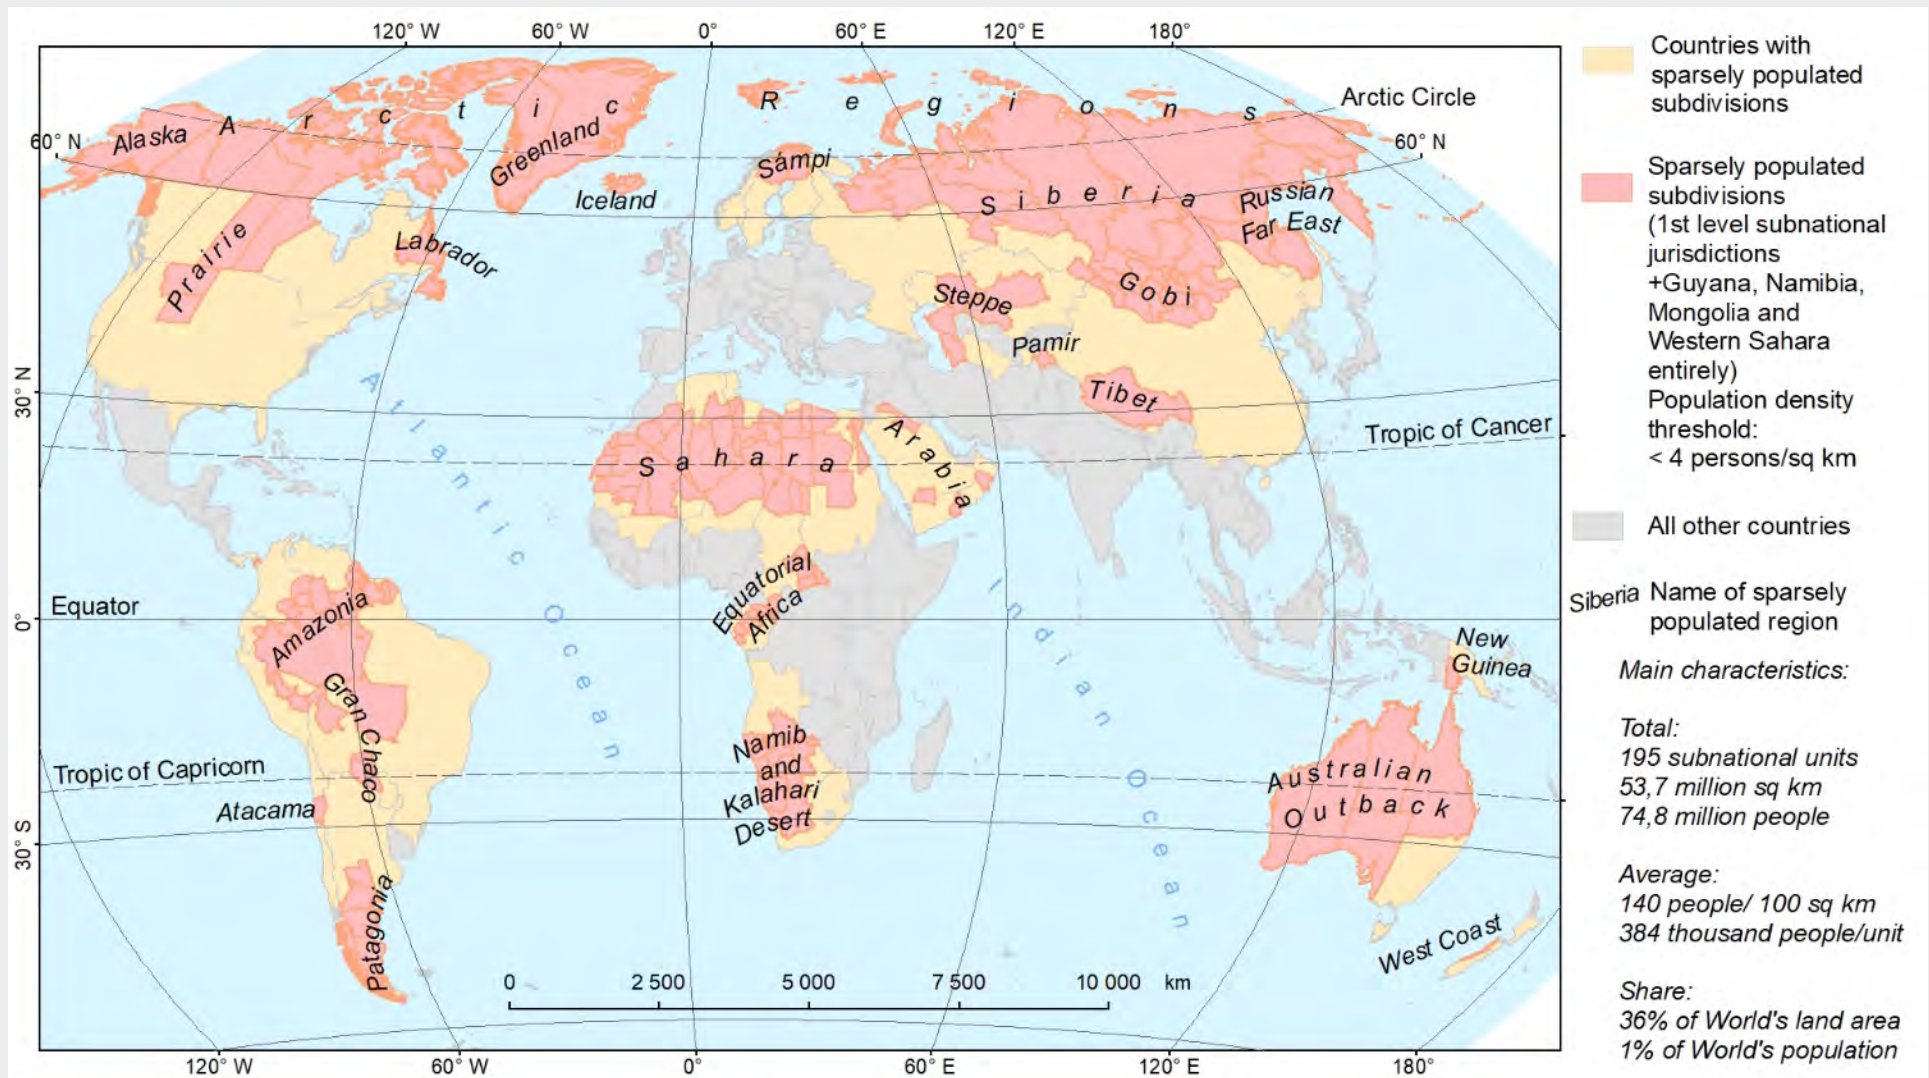 120° W 60° W 0° 60° E 120° E 180°
Arctic Circle
60° N
60° N
Arctic Regions
Alaska
Greenland
Iceland
Sámpi
Siberia
Russian
Far East
Prairie
Labrador
Steppe
Gobi
Pamir
Tibet
30° N
Atlantic Ocean
Sahara
Arabia
Tropic of Cancer
Equatorial
Africa
Indian Ocean
Equator
0°
Amazonia
Gran Chaco
New
Guinea
Namib
and
Kalahari
Desert
Tropic of Capricorn
Atacama
Australian
Outback
30° S
Patagonia
West Coast
0 2 500 5 000 7 500 10 000 km
120° W 60° W 0° 60° E 120° E 180°
Countries with
sparsely populated
subdivisions
Sparsely populated
subdivisions
(1st level subnational
jurisdictions
+Guyana, Namibia,
Mongolia and
Western Sahara
entirely)
Population density
threshold:
< 4 persons/sq km
All other countries
Siberia Name of sparsely
populated region
Main characteristics:
Total:
195 subnational units
53,7 million sq km
74,8 million people
Average:
140 people/ 100 sq km
384 thousand people/unit
Share:
36% of World's land area
1% of World's population